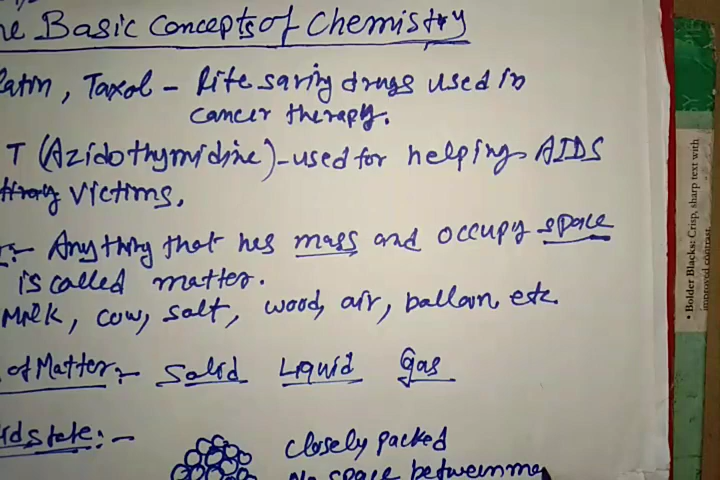 Basic Concepts of Chemistry
Taxol - Life saving drugs used in
cancer therapy.
T (Azidothymidine) - used for helping AIDS
victims,
:- Anything that hes mass and occupy space
is called matter.
Milk, cow, salt, wood, air, balloon etc.
of Matter :- Solid Liquid Gas
state :-
closely packed
No space between
• Bolder Blacks: Crisp, sharp text with
improved contrast.